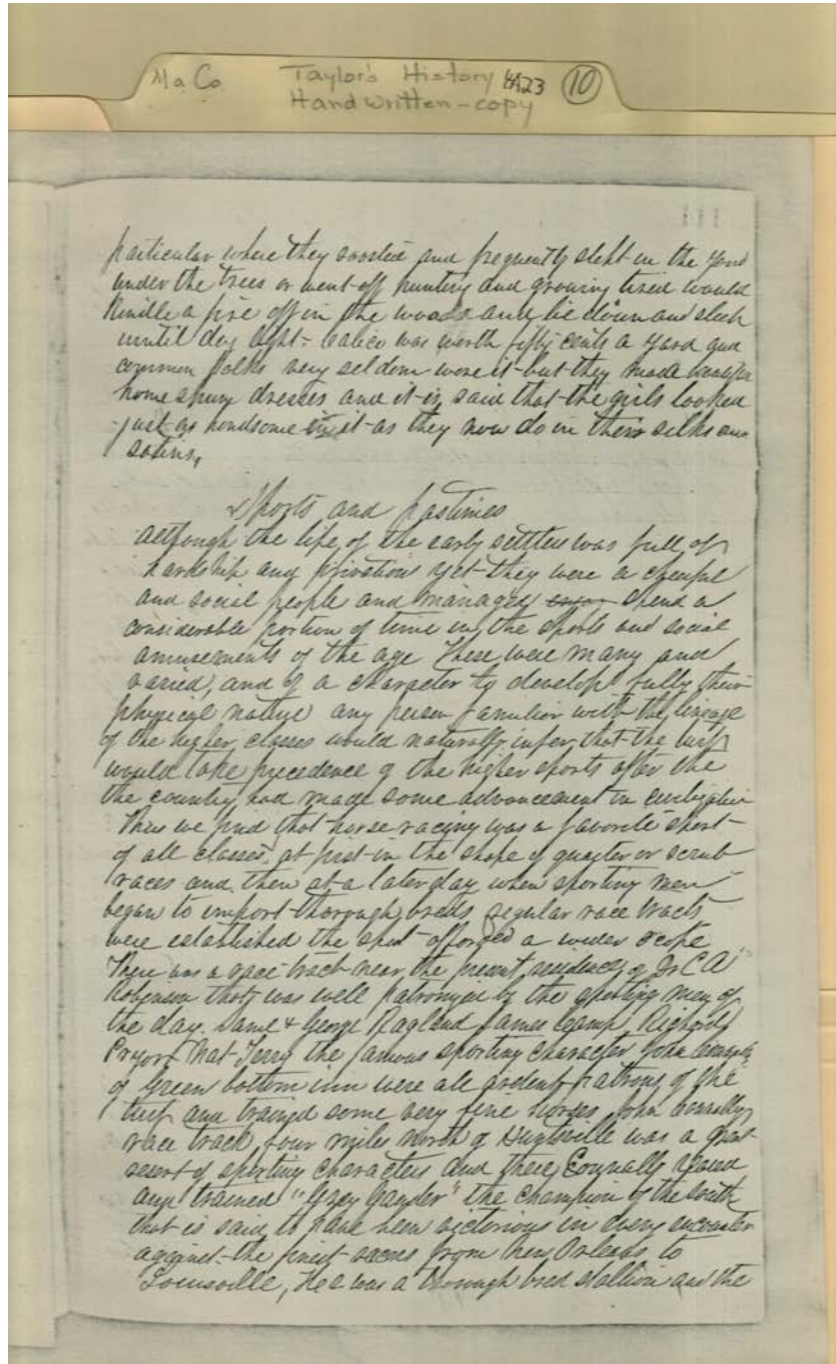 Ma Co Taylor's History 4A23 10
Handwritten-copy
111
particular where they and frequently slept in the yard
under the trees or went off hunting and growing tired would
Kindle a fire off in the woods and lie down and sleep
until day light - calico was worth fifty cents a yard and
common folks very seldom wore it but they made beautiful
home spun dresses and it is said that the girls looked
just as handsome in it as they now do in their silks and
satins,
Sports and pastimes
although the life of the early settlers was full of
hardship and privations yet they were a cheerful
and social people and managed spend a
considerable portion of time in the sports and social
amusements of the age These were many and
varied, and of a character to develop fully their
physical nature any person familiar with the lineage
of the higher classes would naturally infer that the turf
would take precedence of the higher sports after the
the country had made some advancement in civilization
Thus we find that horse racing was a favorite sport
of all classes, at first in the shape of quarter or scrub
races and then at a later day when sporting men
began to import thorough breds regular race tracts
were established the sport afforded a wider scope
There was a race track near the present residence of Dr C A
Robinson that was well patronized by the sporting men of
the day. & George Ragland James Camp, Richard
Pryor & Nat Terry the famous sporting character John Connally
of Green bottom inn were all ardent patrons of the
turf and trained some very fine horses John Connally
race track four miles north of Huntsville was a great
resort of sporting characters and there Connally
and trained "Grey Gander" the champion of the South
that is said to have been victorious in every encounter
against the finest racers from New Orleans to
Louisville, He was a thorough bred stallion and the